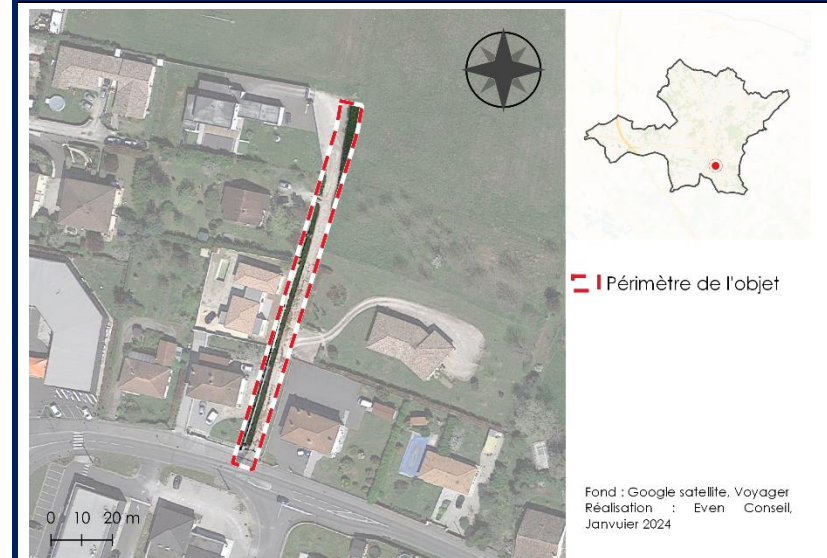 Périmètre de l'objet
Fond : Google satellite, Voyager
Réalisation : Even Conseil,
Janvuier 2024
0 10 20 m